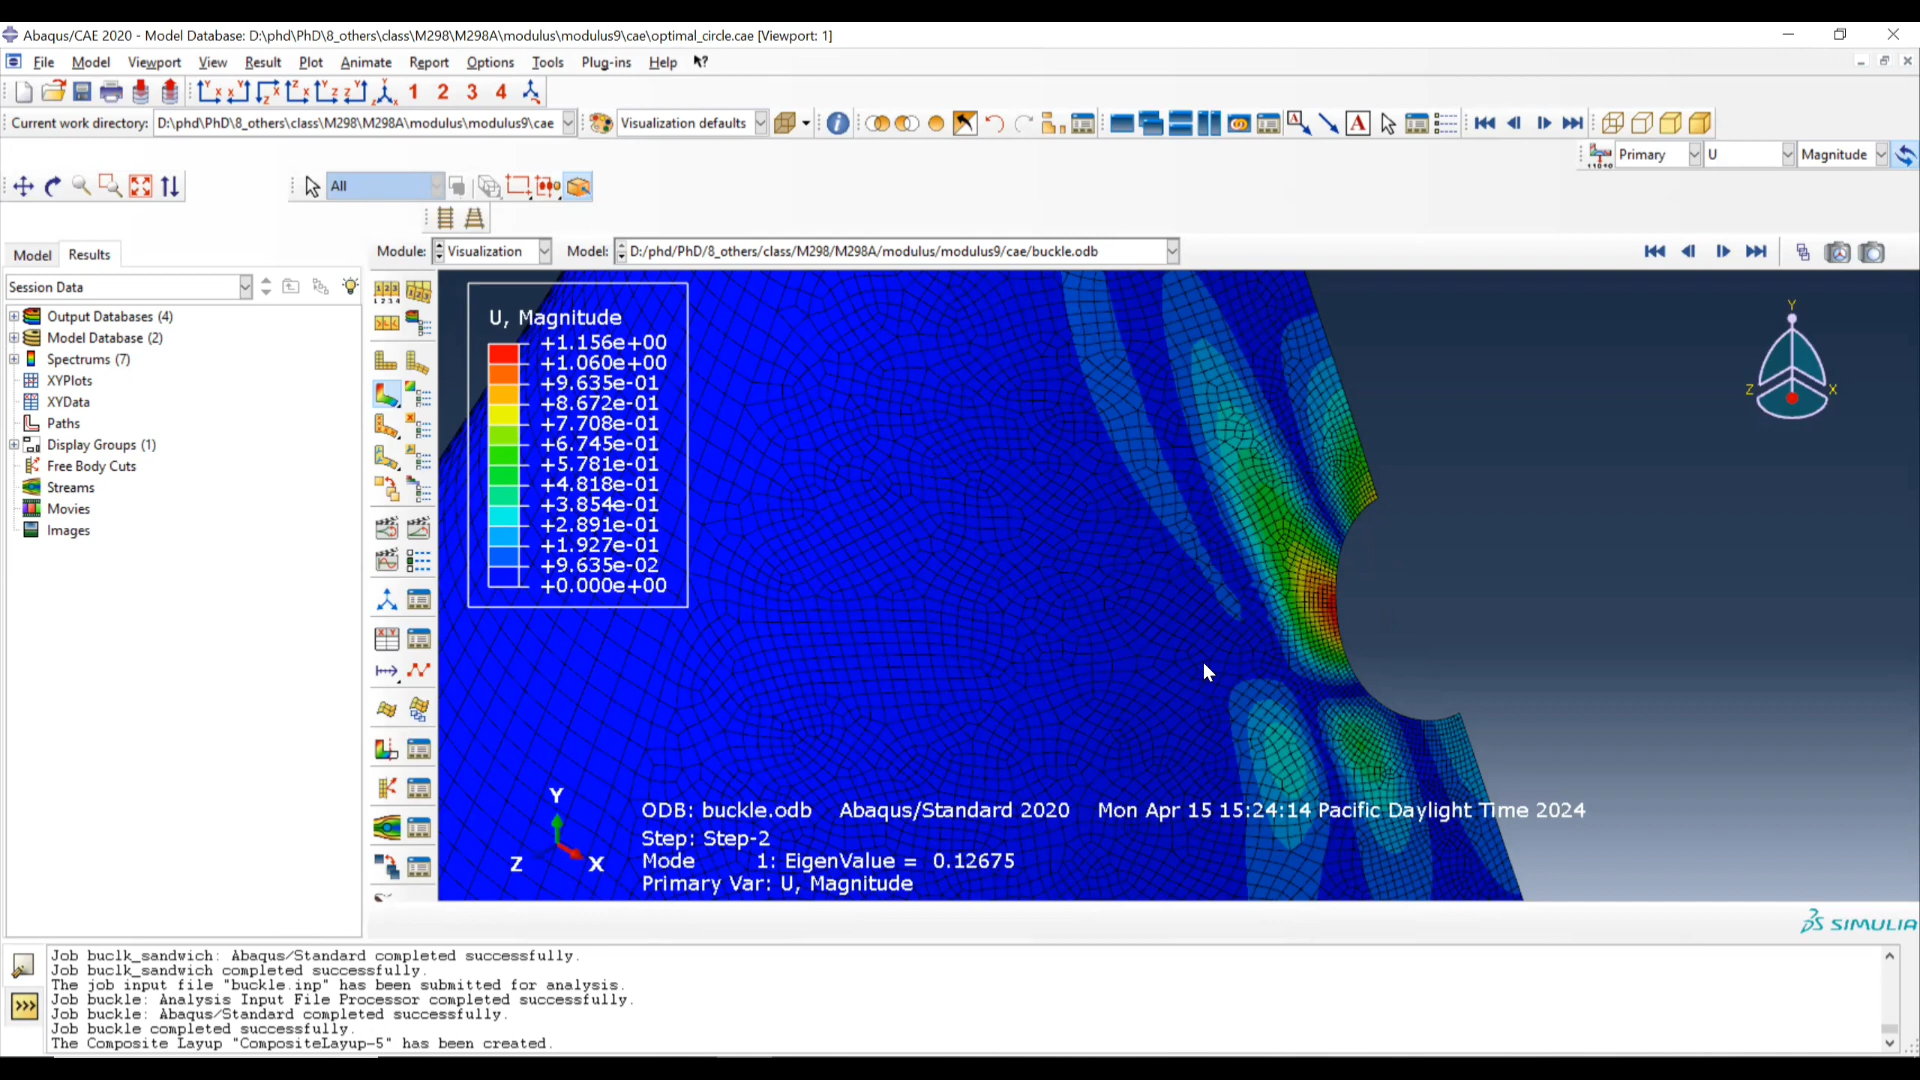 Abaqus/CAE 2020 - Model Database: D:\phd\PhD\8_others\class\M298\M298A\modulus\modulus9\cae\optimal_circle.cae [Viewport: 1]
File Model Viewport View Result Plot Animate Report Options Tools Plug-ins Help
1 2 3 4
Current work directory: D:\phd\PhD\8_others\class\M298\M298A\modulus\modulus9\cae Visualization defaults
Primary U Magnitude
All
Model Results
Module: Visualization Model: D:/phd/PhD/8_others/class/M298/M298A/modulus/modulus9/cae/buckle.odb
Session Data
Output Databases (4)
Model Database (2)
Spectrums (7)
XYPlots
XYData
Paths
Display Groups (1)
Free Body Cuts
Streams
Movies
Images
U, Magnitude
+1.156e+00
+1.060e+00
+9.635e-01
+8.672e-01
+7.708e-01
+6.745e-01
+5.781e-01
+4.818e-01
+3.854e-01
+2.891e-01
+1.927e-01
+9.635e-02
+0.000e+00
Y
Z X
Y
Z X
ODB: buckle.odb Abaqus/Standard 2020 Mon Apr 15 15:24:14 Pacific Daylight Time 2024
Step: Step-2
Mode 1: EigenValue = 0.12675
Primary Var: U, Magnitude
SIMULIA
Job buclk_sandwich: Abaqus/Standard completed successfully.
Job buclk_sandwich completed successfully.
The job input file "buckle.inp" has been submitted for analysis.
Job buckle: Analysis Input File Processor completed successfully.
Job buckle: Abaqus/Standard completed successfully.
Job buckle completed successfully.
The Composite Layup "CompositeLayup-5" has been created.